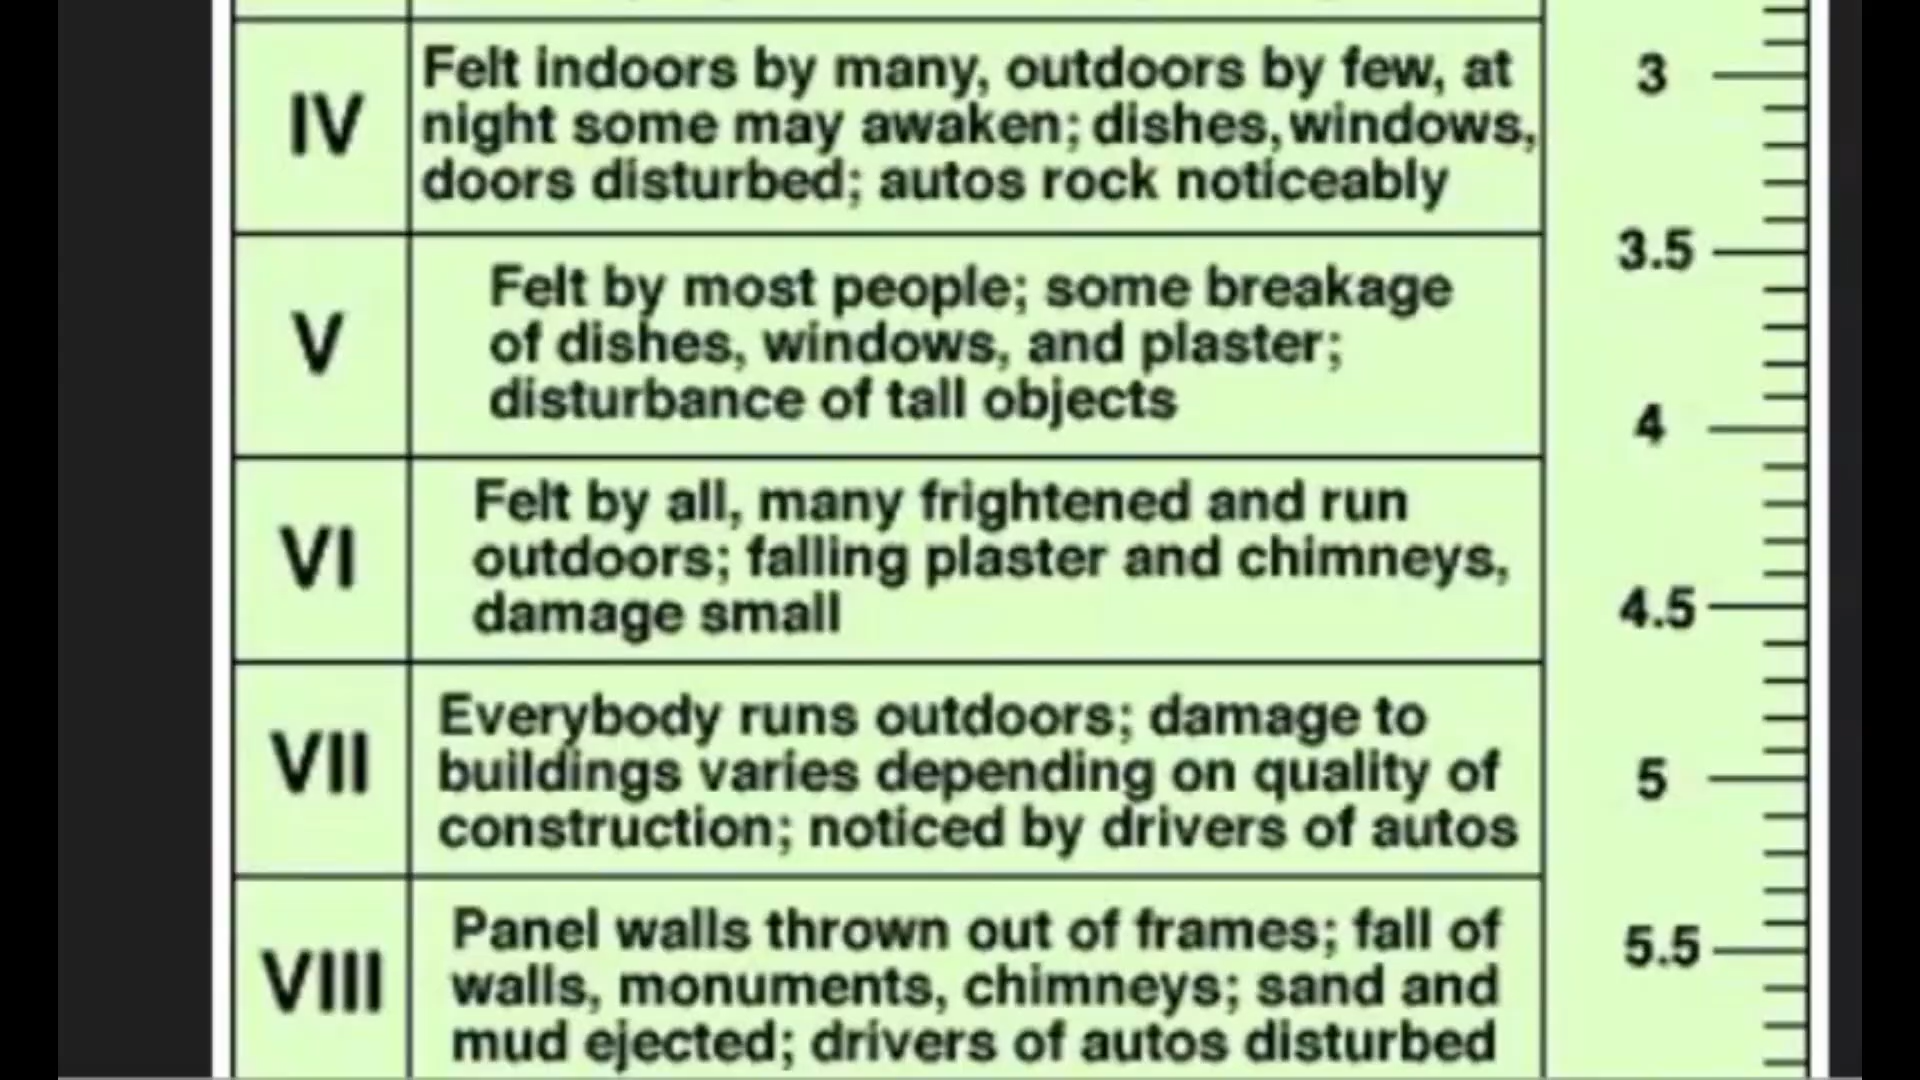 IV
Felt indoors by many, outdoors by few, at
night some may awaken; dishes, windows,
doors disturbed; autos rock noticeably
V
Felt by most people; some breakage
of dishes, windows, and plaster;
disturbance of tall objects
VI
Felt by all, many frightened and run
outdoors; falling plaster and chimneys,
damage small
VII
Everybody runs outdoors; damage to
buildings varies depending on quality of
construction; noticed by drivers of autos
VIII
Panel walls thrown out of frames; fall of
walls, monuments, chimneys; sand and
mud ejected; drivers of autos disturbed
3
3.5
4
4.5
5
5.5